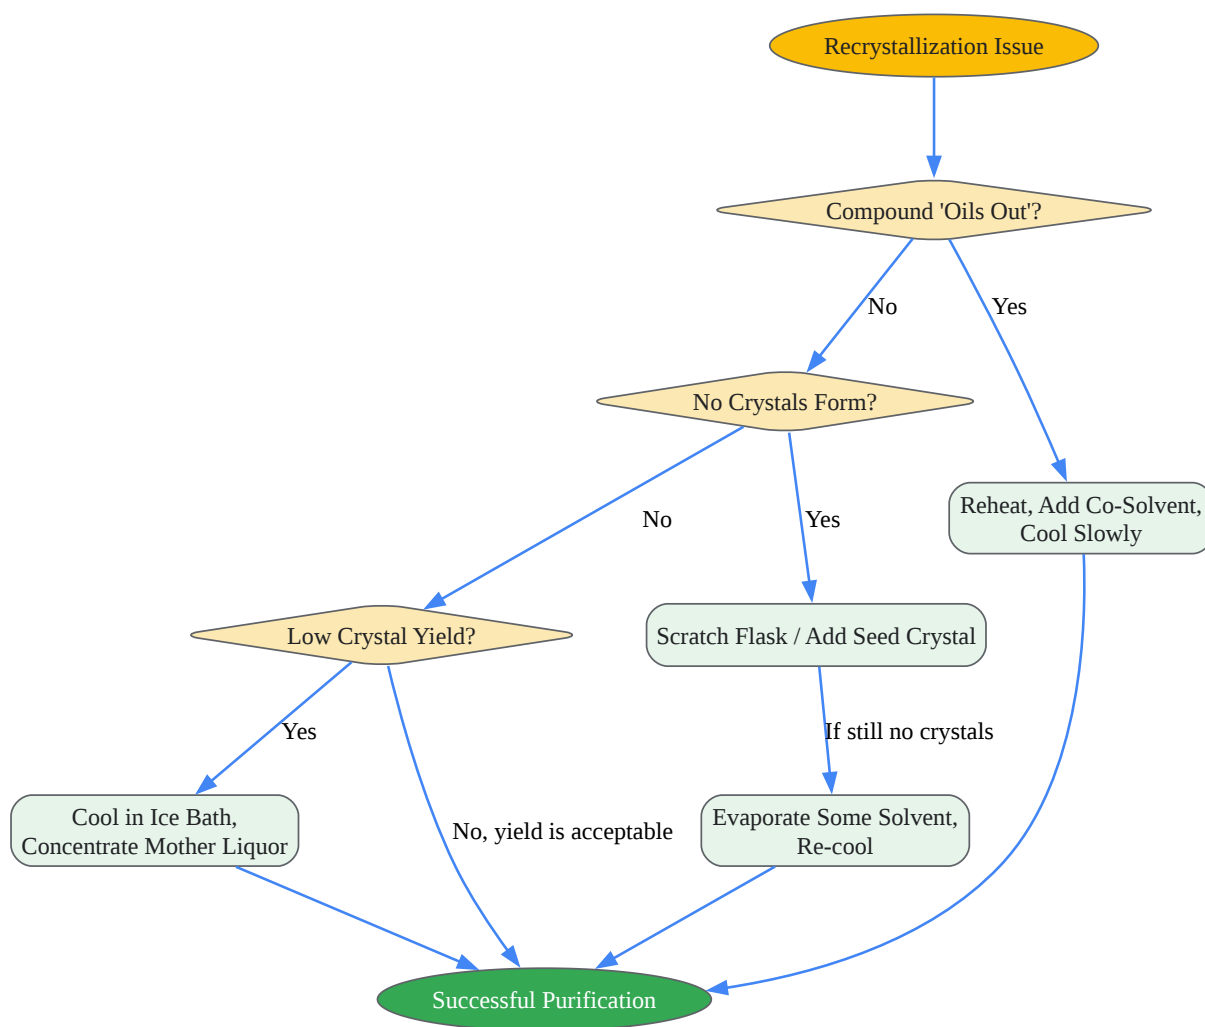 Recrystallization Issue
Compound 'Oils Out'?
No
Yes
No Crystals Form?
Reheat, Add Co-Solvent,
Cool Slowly
No
Yes
Low Crystal Yield?
Scratch Flask / Add Seed Crystal
Yes
If still no crystals
Cool in Ice Bath,
Concentrate Mother Liquor
No, yield is acceptable
Evaporate Some Solvent,
Re-cool
Successful Purification